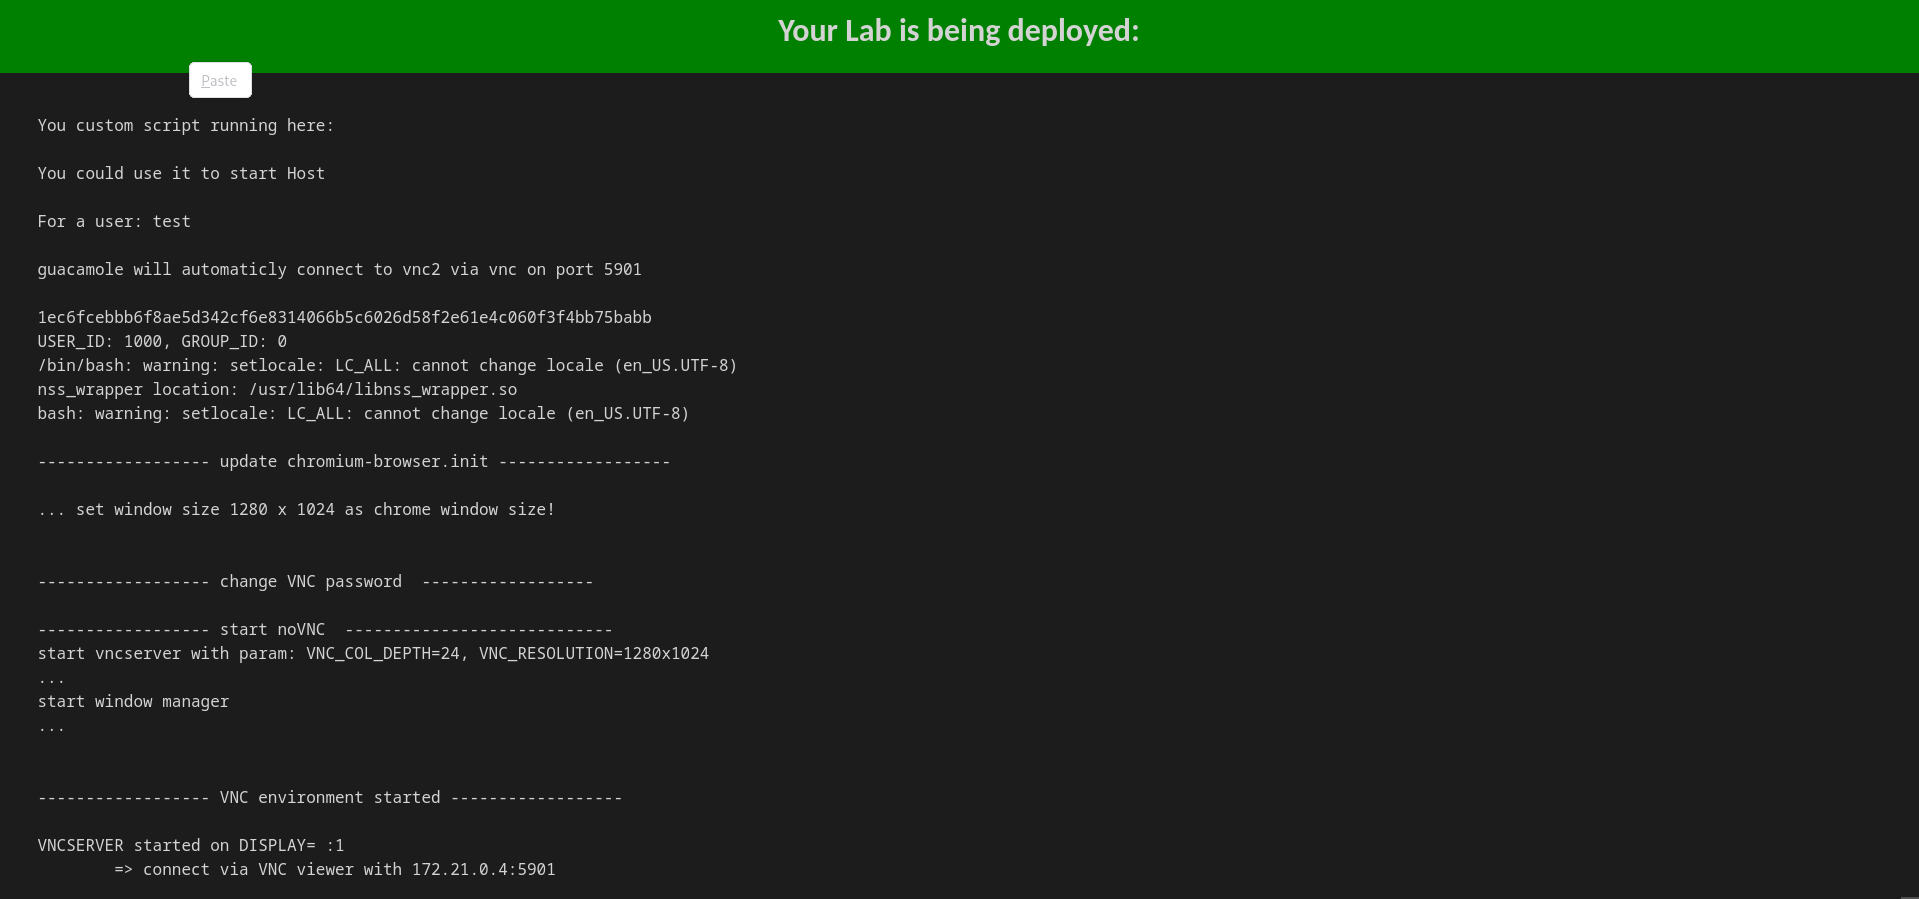 Your Lab is being deployed:
Paste
You custom script running here:
You could use it to start Host
For a user: test
guacamole will automaticly connect to vnc2 via vnc on port 5901
1ec6fcebbb6f8ae5d342cf6e8314066b5c6026d58f2e61e4c060f3f4bb75babb
USER_ID: 1000, GROUP_ID: 0
/bin/bash: warning: setlocale: LC_ALL: cannot change locale (en_US.UTF-8)
nss_wrapper location: /usr/lib64/libnss_wrapper.so
bash: warning: setlocale: LC_ALL: cannot change locale (en_US.UTF-8)
------------------ update chromium-browser.init ------------------
... set window size 1280 x 1024 as chrome window size!
------------------ change VNC password  ------------------
------------------ start noVNC  ----------------------------
start vncserver with param: VNC_COL_DEPTH=24, VNC_RESOLUTION=1280x1024
...
start window manager
...
------------------ VNC environment started ------------------
VNCSERVER started on DISPLAY= :1
        => connect via VNC viewer with 172.21.0.4:5901